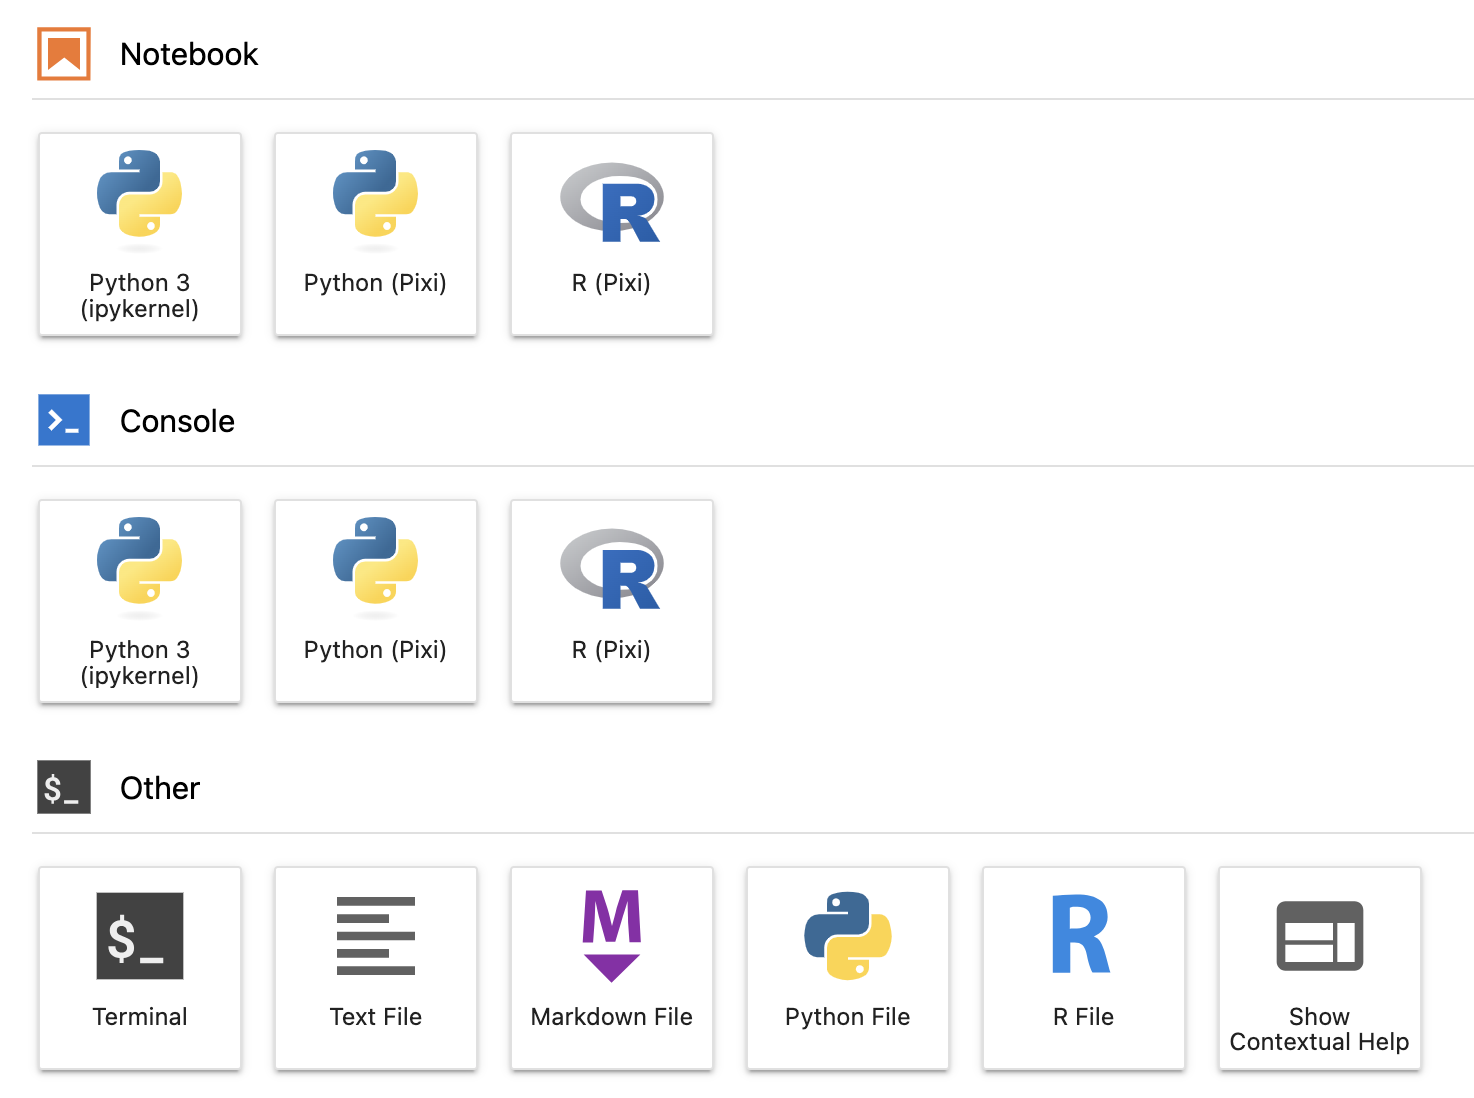 Notebook
Python 3
(ipykernel)
Python (Pixi)
R
R (Pixi)
>_ Console
Python 3
(ipykernel)
Python (Pixi)
R
R (Pixi)
$_ Other
$_
Terminal
Text File
M
Markdown File
Python File
R
R File
Show
Contextual Help